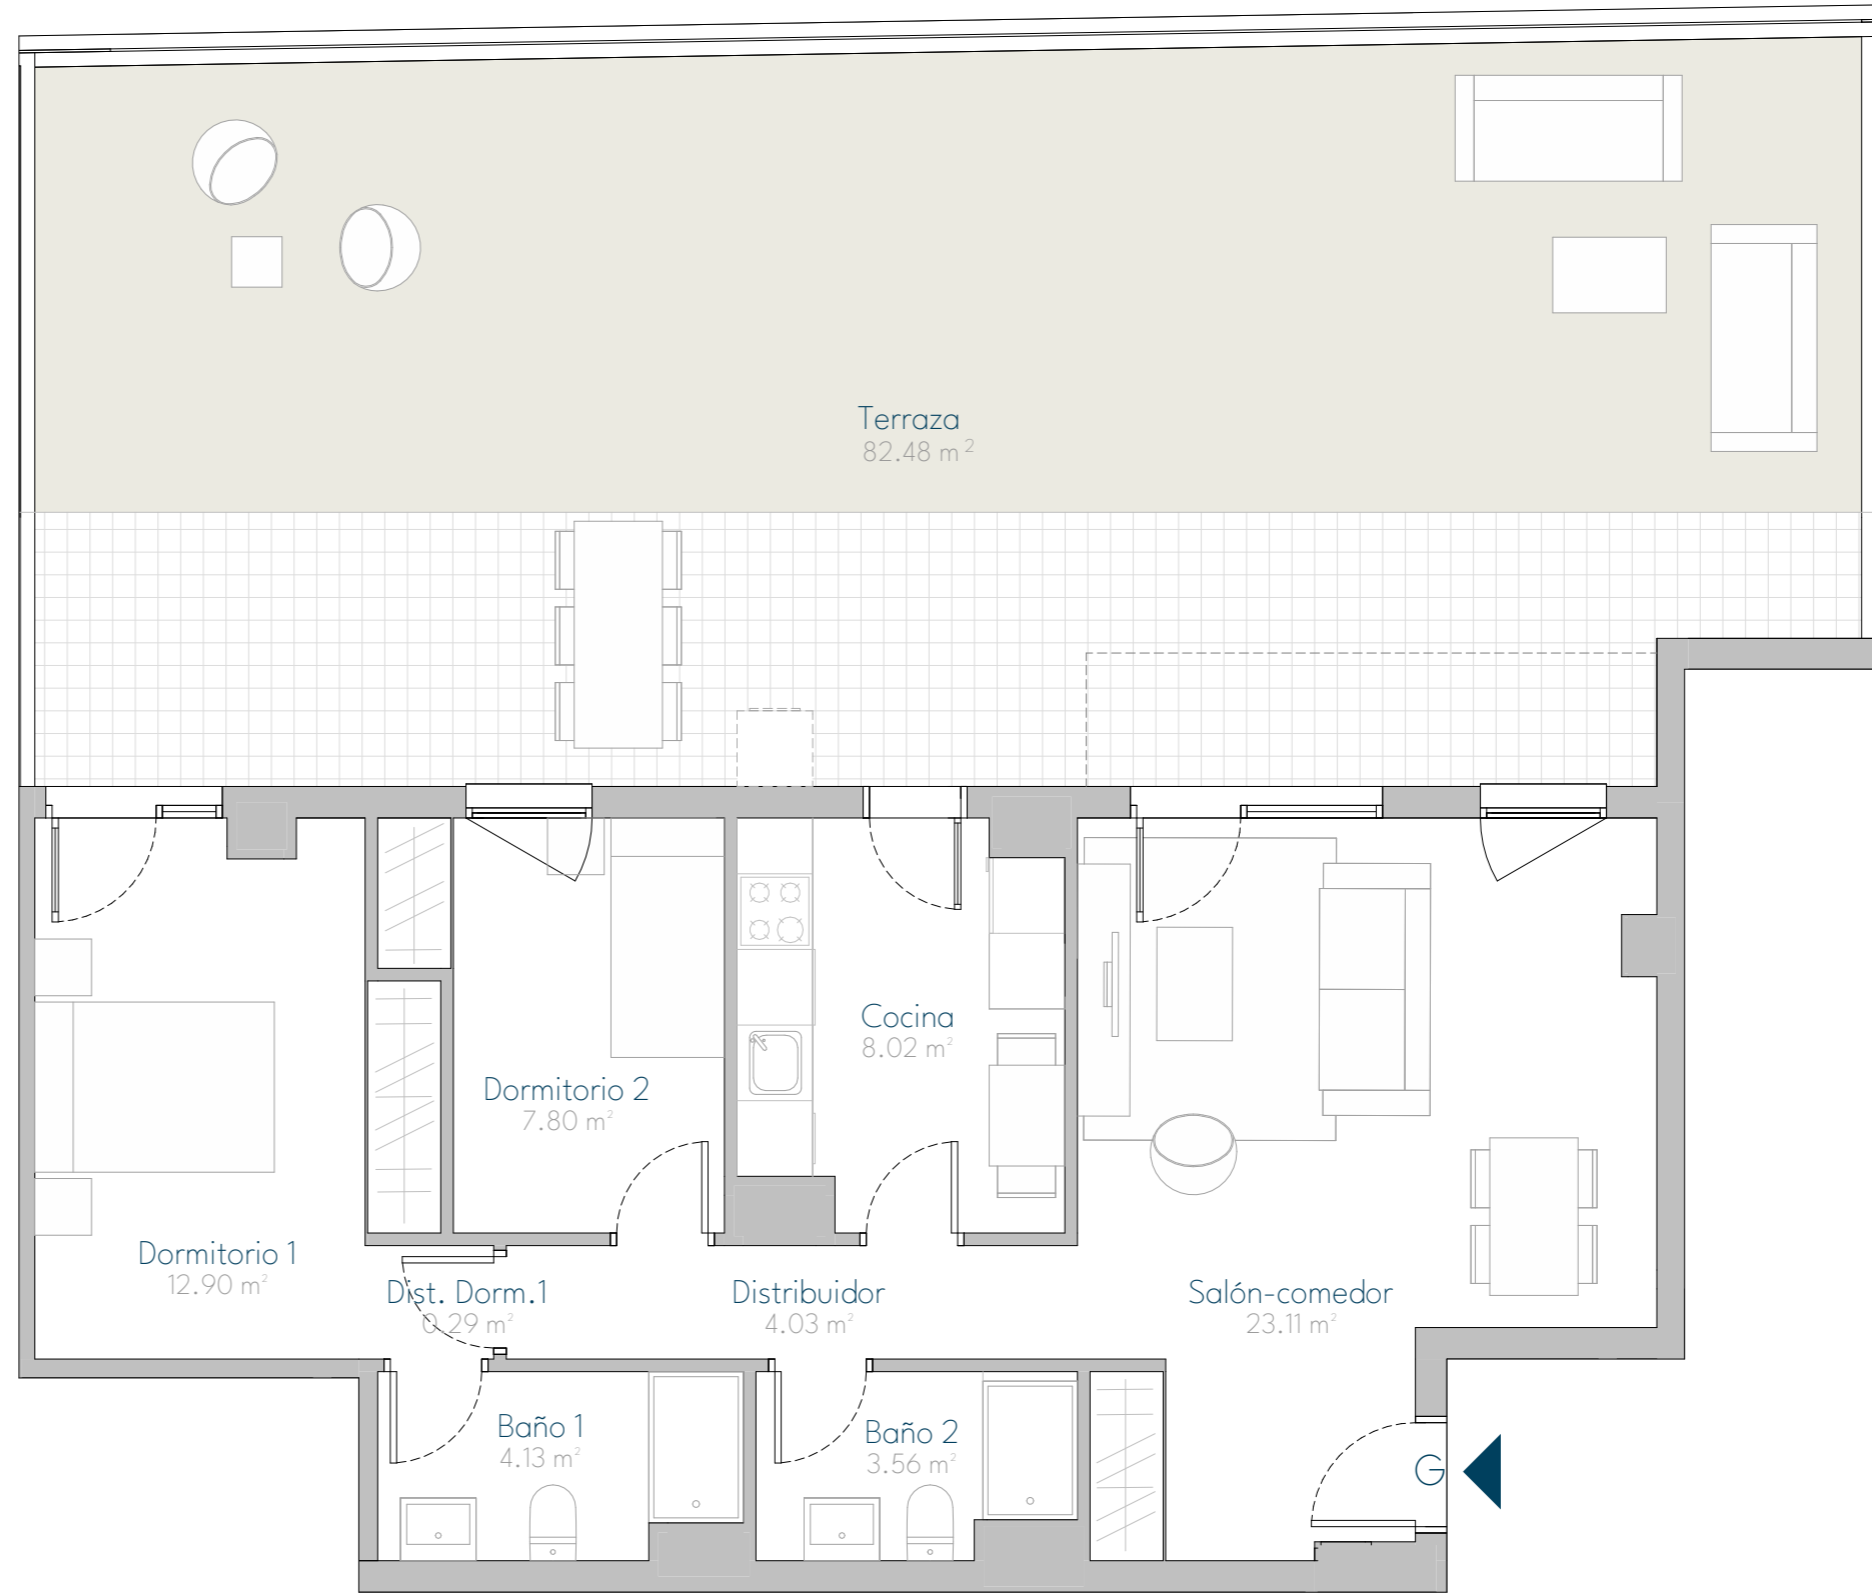 Terraza
82.48 m²
Cocina
8.02 m²
Dormitorio 2
7.80 m²
Dormitorio 1
12.90 m²
Dist. Dorm.1
0.29 m²
Distribuidor
4.03 m²
Salón-comedor
23.11 m²
Baño 1
4.13 m²
Baño 2
3.56 m²
G